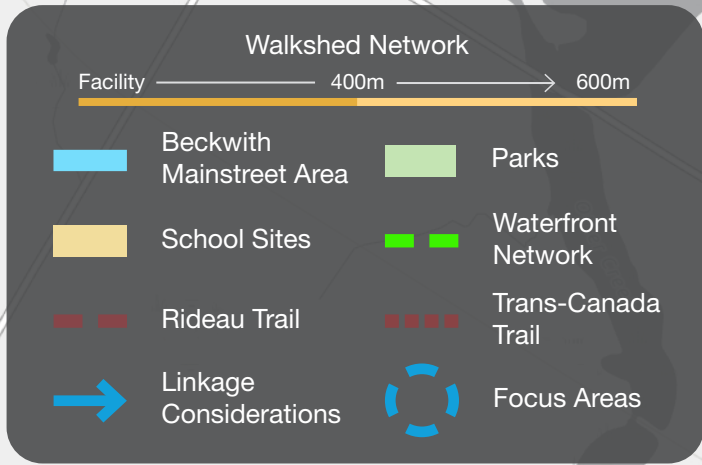 Walkshed Network
Facility 400m 600m
Beckwith
Mainstreet Area
Parks
School Sites
Waterfront
Network
Rideau Trail
Trans-Canada
Trail
Linkage
Considerations
Focus Areas